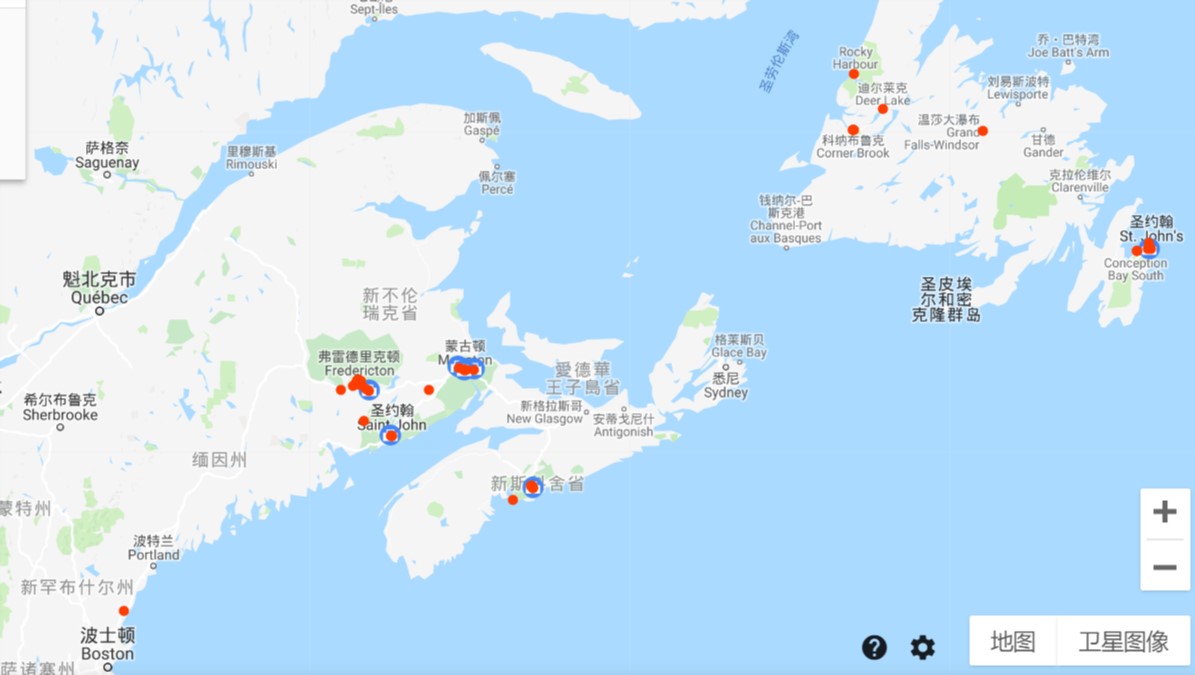 Sept-Îles
圣劳伦斯湾
Rocky
Harbour
乔·巴特湾
Joe Batt's Arm
迪尔莱克
Deer Lake
刘易斯波特
Lewisporte
加斯佩
Gaspé
温莎大瀑布
Grand
Falls-Windsor
科纳布鲁克
Corner Brook
甘德
Gander
萨格奈
Saguenay
里穆斯基
Rimouski
佩尔塞
Percé
克拉伦维尔
Clarenville
钱纳尔-巴
斯克港
Channel-Port
aux Basques
圣约翰
St. John's
Conception
Bay South
魁北克市
Québec
新不伦
瑞克省
圣皮埃
尔和密
克隆群岛
弗雷德里克顿
Fredericton
蒙古顿
Moncton
格莱斯贝
Glace Bay
愛德華
王子島省
悉尼
Sydney
希尔布鲁克
Sherbrooke
圣约翰
Saint John
新格拉斯哥
New Glasgow
安蒂戈尼什
Antigonish
缅因州
新斯科舍省
蒙特州
波特兰
Portland
新罕布什尔州
波士顿
Boston
萨诸塞州
地图
卫星图像